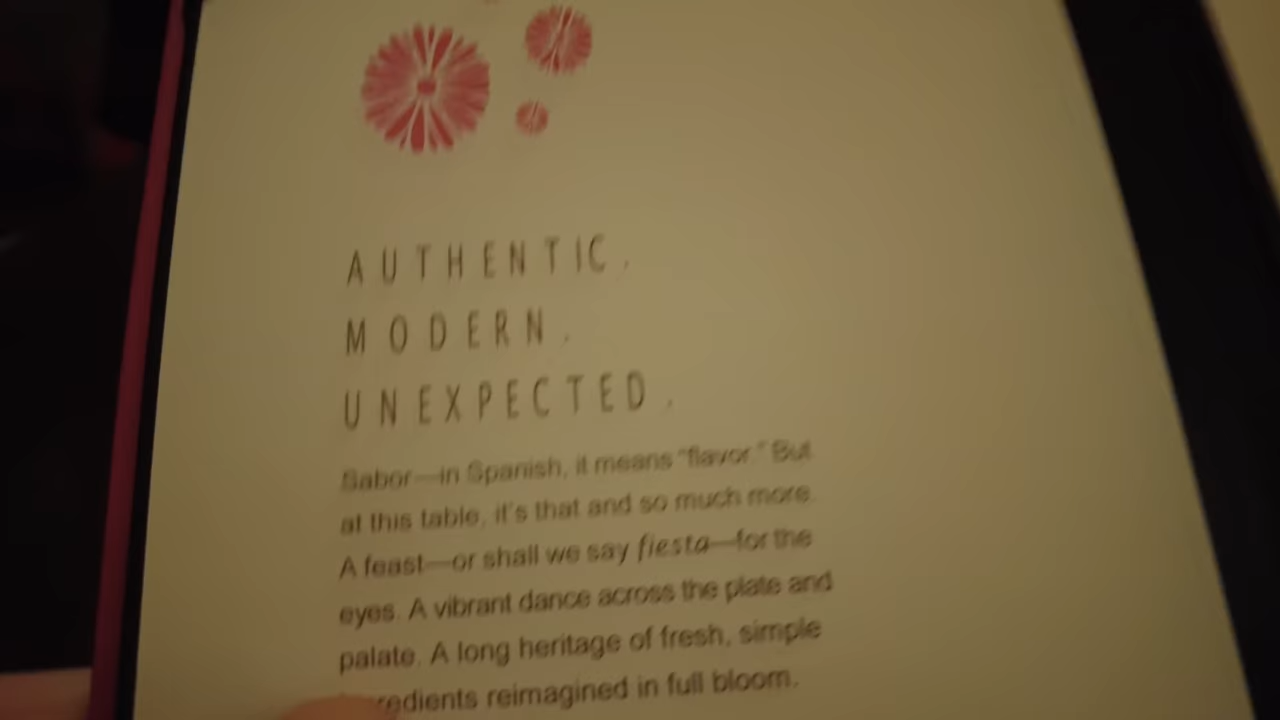 AUTHENTIC.
MODERN.
UNEXPECTED.
Sabor—in Spanish, it means “flavor.” But
at this table, it’s that and so much more.
A feast—or shall we say fiesta—for the
eyes. A vibrant dance across the plate and
palate. A long heritage of fresh, simple
ingredients reimagined in full bloom.